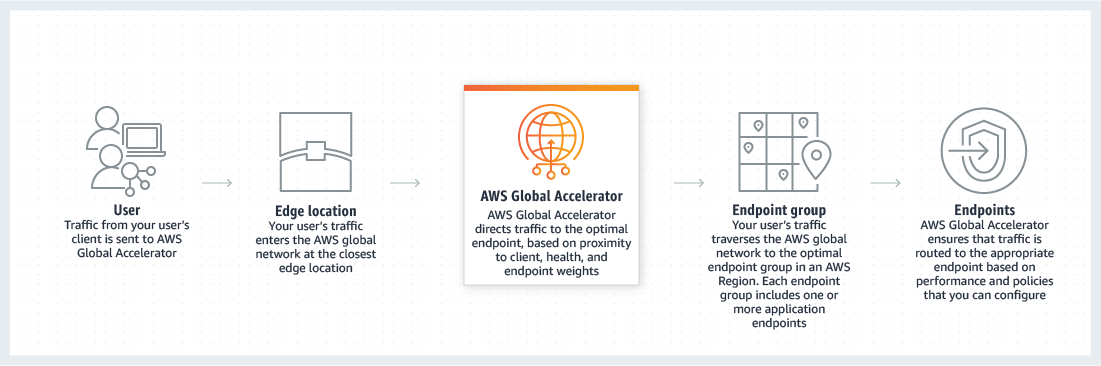 User
Traffic from your user's
client is sent to AWS
Global Accelerator
Edge location
Your user's traffic
enters the AWS global
network at the closest
edge location
AWS Global Accelerator
AWS Global Accelerator
directs traffic to the optimal
endpoint, based on proximity
to client, health, and
endpoint weights
Endpoint group
Your user's traffic
traverses the AWS global
network to the optimal
endpoint group in an AWS
Region. Each endpoint
group includes one or
more application
endpoints
Endpoints
AWS Global Accelerator
ensures that traffic is
routed to the appropriate
endpoint based on
performance and policies
that you can configure